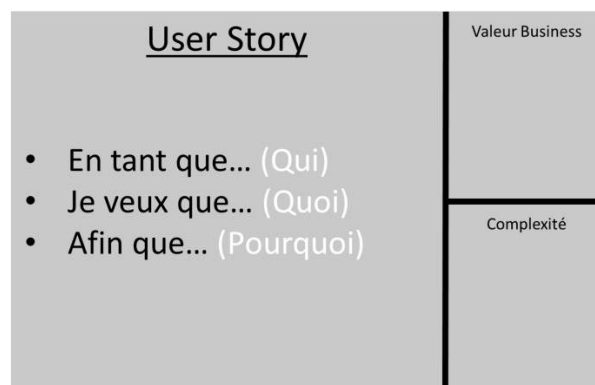 User Story
• En tant que... (Qui)
• Je veux que... (Quoi)
• Afin que... (Pourquoi)
Valeur Business
Complexité